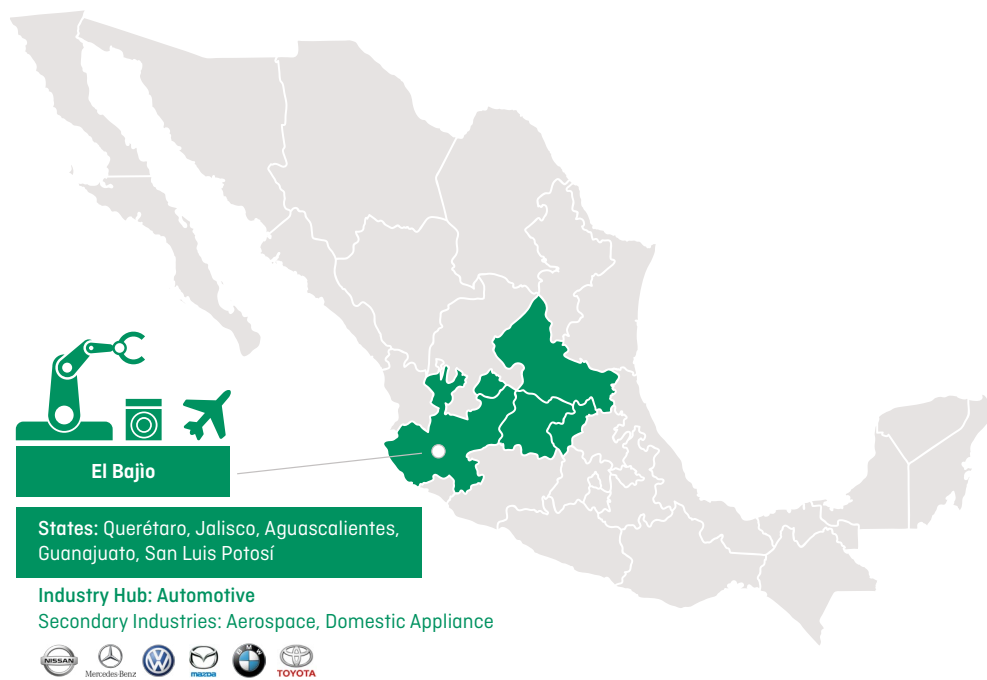 El Bajìo
States: Querétaro, Jalisco, Aguascalientes,
Guanajuato, San Luis Potosí
Industry Hub: Automotive
Secondary Industries: Aerospace, Domestic Appliance
NISSAN
Mercedes-Benz
mazda
BMW
TOYOTA